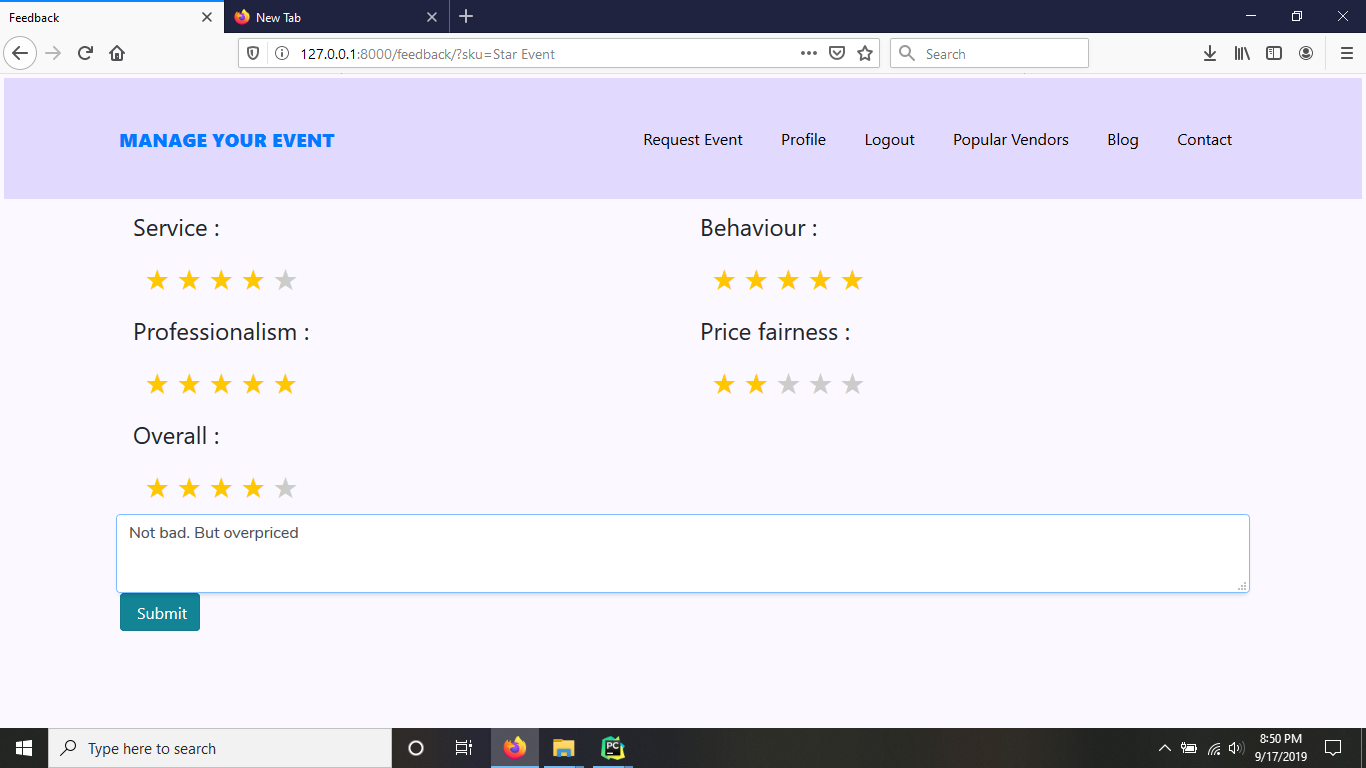 Feedback
New Tab
127.0.0.1:8000/feedback/?sku=Star Event
Search
MANAGE YOUR EVENT
Request Event
Profile
Logout
Popular Vendors
Blog
Contact
Service :
Behaviour :
Professionalism :
Price fairness :
Overall :
Not bad. But overpriced
Submit
Type here to search
PC
8:50 PM
9/17/2019